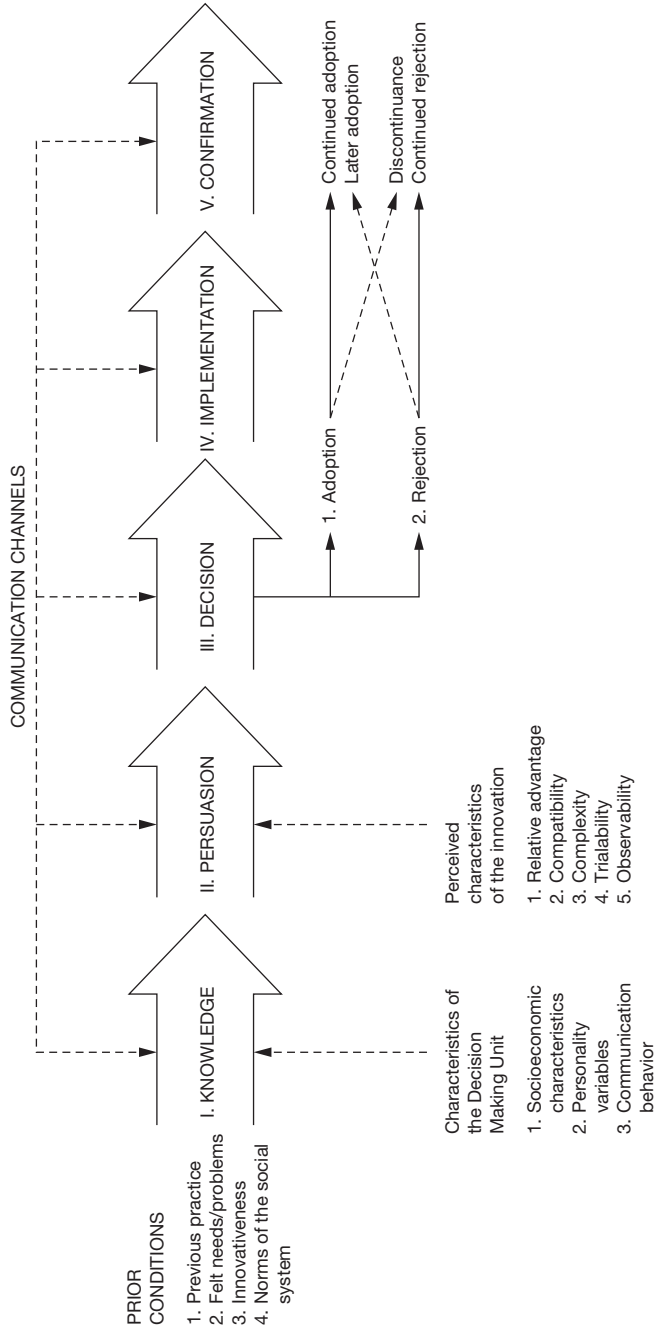 COMMUNICATION CHANNELS
PRIOR
CONDITIONS
1. Previous practice
2. Felt needs/problems
3. Innovativeness
4. Norms of the social
system
I. KNOWLEDGE
II. PERSUASION
III. DECISION
IV. IMPLEMENTATION
V. CONFIRMATION
1. Adoption
2. Rejection
Continued adoption
Later adoption
Discontinuance
Continued rejection
Characteristics of
the Decision
Making Unit
1. Socioeconomic
characteristics
2. Personality
variables
3. Communication
behavior
Perceived
characteristics
of the innovation
1. Relative advantage
2. Compatibility
3. Complexity
4. Trialability
5. Observability